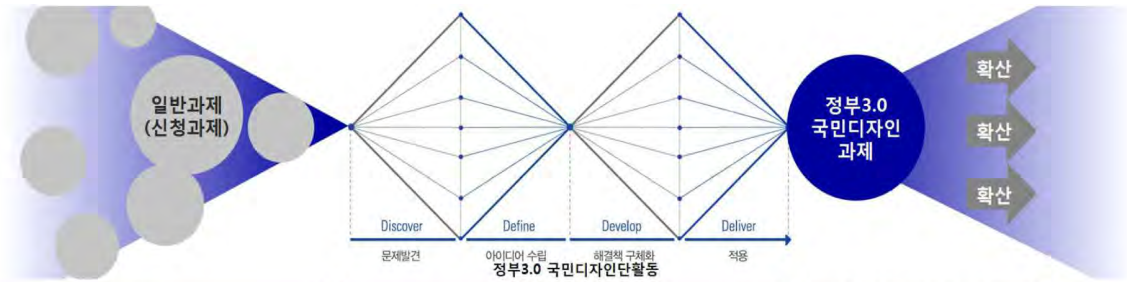 일반과제
(신청과제)
Discover
Define
Develop
Deliver
문제발견
아이디어 수립
해결책 구체화
적용
정부3.0 국민디자인단활동
정부3.0
국민디자인
과제
확산
확산
확산